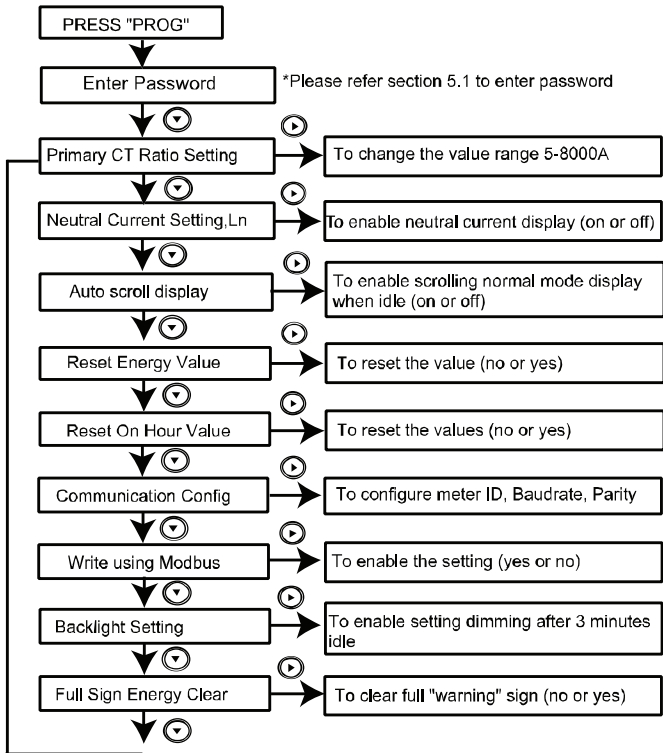 PRESS "PROG"
Enter Password
*Please refer section 5.1 to enter password
Primary CT Ratio Setting
To change the value range 5-8000A
Neutral Current Setting,Ln
To enable neutral current display (on or off)
Auto scroll display
To enable scrolling normal mode display
when idle (on or off)
Reset Energy Value
To reset the value (no or yes)
Reset On Hour Value
To reset the values (no or yes)
Communication Config
To configure meter ID, Baudrate, Parity
Write using Modbus
To enable the setting (yes or no)
Backlight Setting
To enable setting dimming after 3 minutes
idle
Full Sign Energy Clear
To clear full "warning" sign (no or yes)